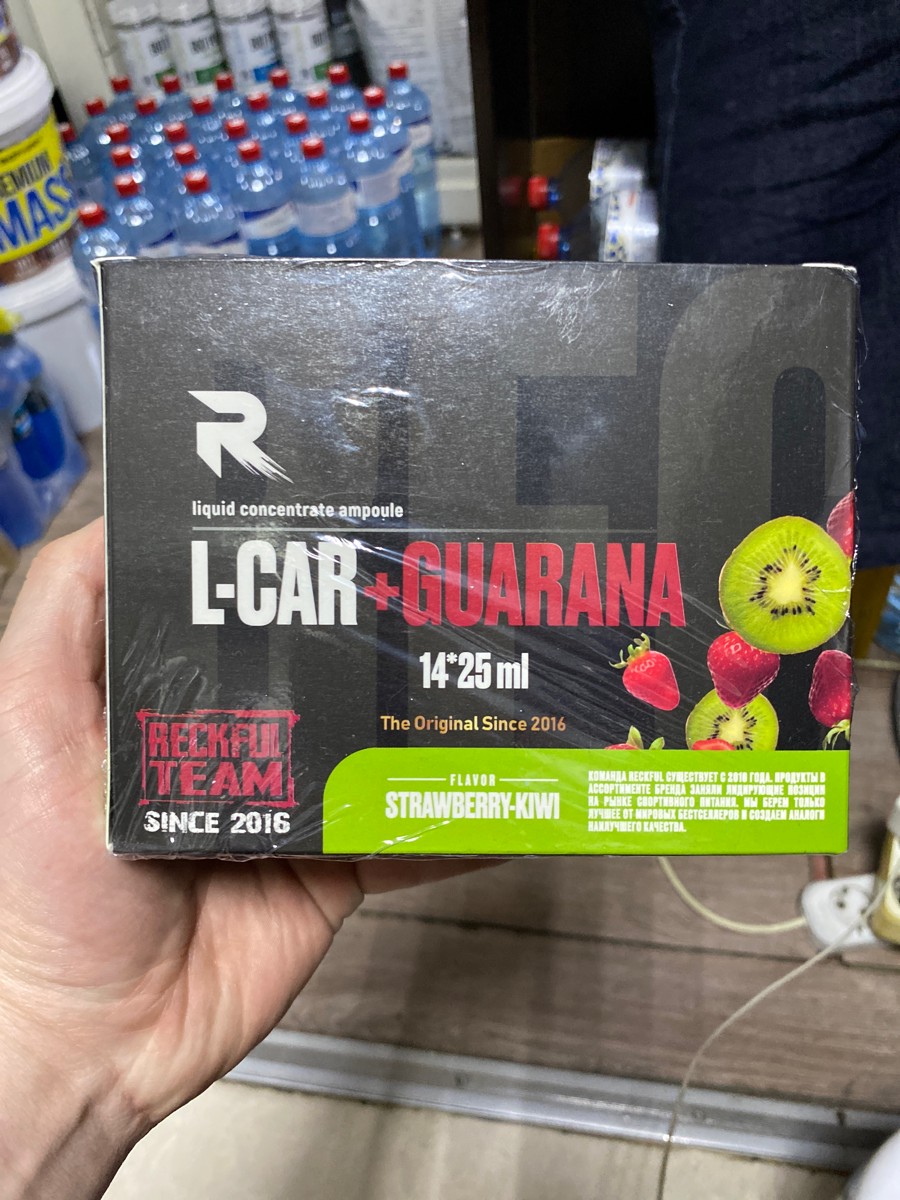 PREMIUM
MASS
R
liquid concentrate ampoule
L-CAR +GUARANA
14*25 ml
The Original Since 2016
RECKFUL
TEAM
SINCE 2016
FLAVOR
STRAWBERRY-KIWI
КОМАНДА RECKFUL СУЩЕСТВУЕТ С 2016 ГОДА. ПРОДУКТЫ В
АССОРТИМЕНТЕ БРЕНДА ЗАНЯЛИ ЛИДИРУЮЩИЕ ПОЗИЦИИ
НА РЫНКЕ СПОРТИВНОГО ПИТАНИЯ. МЫ БЕРЕМ ТОЛЬКО
ЛУЧШЕЕ ОТ МИРОВЫХ БЕСТСЕЛЛЕРОВ И СОЗДАЕМ АНАЛОГИ
НАИЛУЧШЕГО КАЧЕСТВА.